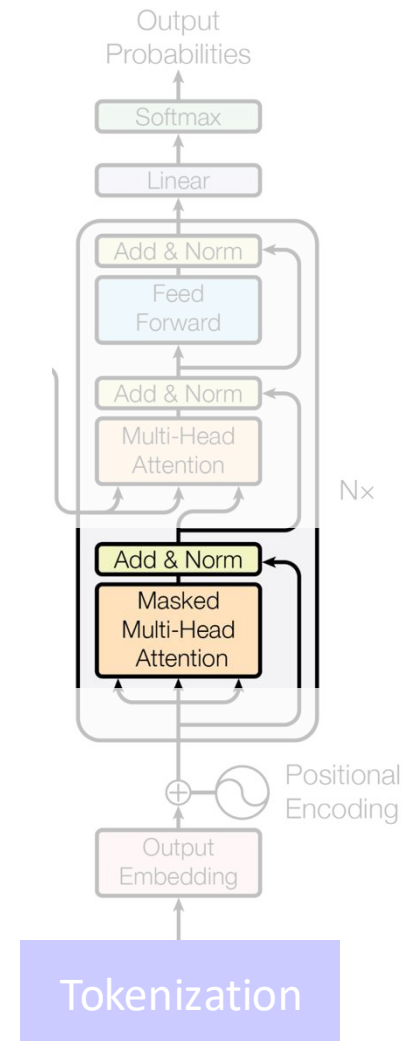 Output
Probabilities
Softmax
Linear
Add & Norm
Feed
Forward
Add & Norm
Multi-Head
Attention
N×
Add & Norm
Masked
Multi-Head
Attention
Positional
Encoding
Output
Embedding
Tokenization